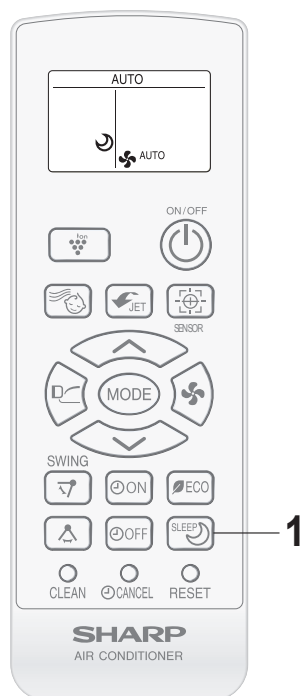 AUTO
AUTO
ON/OFF
Ion
JET
SENSOR
MODE
SWING
ON ECO
OFF SLEEP
1
CLEAN CANCEL RESET
SHARP
AIR CONDITIONER